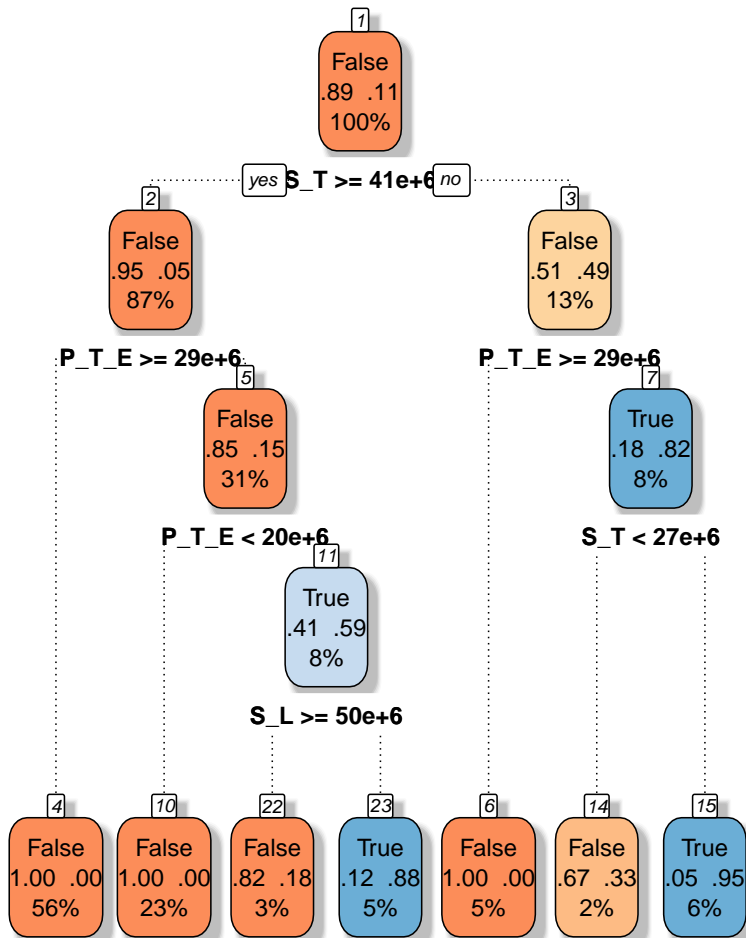 1
False
.89 .11
100%
yes S_T >= 41e+6 no
2
False
.95 .05
87%
3
False
.51 .49
13%
P_T_E >= 29e+6
P_T_E >= 29e+6
5
False
.85 .15
31%
7
True
.18 .82
8%
P_T_E < 20e+6
S_T < 27e+6
11
True
.41 .59
8%
S_L >= 50e+6
4
False
1.00 .00
56%
10
False
1.00 .00
23%
22
False
.82 .18
3%
23
True
.12 .88
5%
6
False
1.00 .00
5%
14
False
.67 .33
2%
15
True
.05 .95
6%